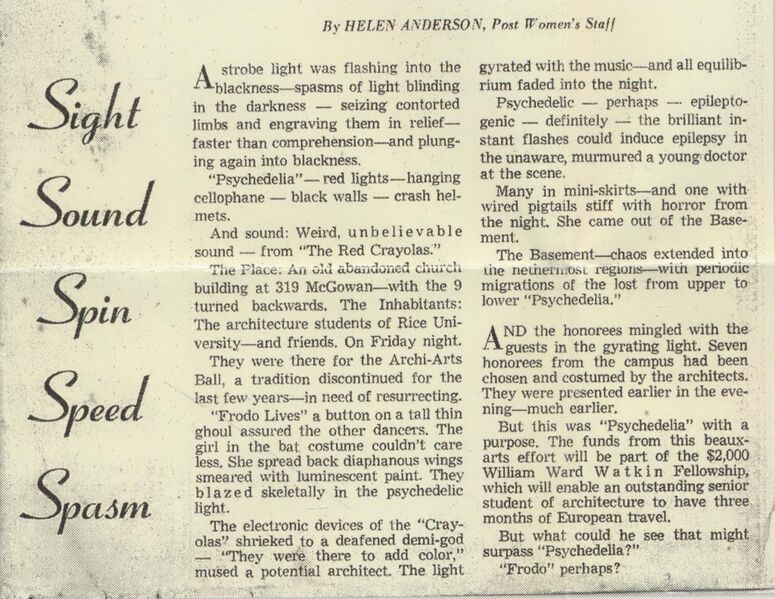 By HELEN ANDERSON, Post Women's Staff
Sight
Sound
Spin
Speed
Spasm
A strobe light was flashing into the
blackness—spasms of light blinding
in the darkness — seizing contorted
limbs and engraving them in relief—
faster than comprehension—and plung-
ing again into blackness.
"Psychedelia"— red lights—hanging
cellophane — black walls — crash hel-
mets.
And sound: Weird, unbelievable
sound — from "The Red Crayolas."
The Place: An old abandoned church
building at 319 McGowan—with the 9
turned backwards. The Inhabitants:
The architecture students of Rice Uni-
versity—and friends. On Friday night.
They were there for the Archi-Arts
Ball, a tradition discontinued for the
last few years—in need of resurrecting.
"Frodo Lives" a button on a tall thin
ghoul assured the other dancers. The
girl in the bat costume couldn't care
less. She spread back diaphanous wings
smeared with luminescent paint. They
blazed skeletally in the psychedelic
light.
The electronic devices of the "Cray-
olas" shrieked to a deafened demi-god
— "They were there to add color,"
mused a potential architect. The light
gyrated with the music—and all equilib-
rium faded into the night.
Psychedelic — perhaps — epilepto-
genic — definitely — the brilliant in-
stant flashes could induce epilepsy in
the unaware, murmured a young doctor
at the scene.
Many in mini-skirts—and one with
wired pigtails stiff with horror from
the night. She came out of the Base-
ment.
The Basement—chaos extended into
the nethermost regions—with periodic
migrations of the lost from upper to
lower "Psychedelia."
AND the honorees mingled with the
guests in the gyrating light. Seven
honorees from the campus had been
chosen and costumed by the architects.
They were presented earlier in the eve-
ning—much earlier.
But this was "Psychedelia" with a
purpose. The funds from this beaux-
arts effort will be part of the $2,000
William Ward Watkin Fellowship,
which will enable an outstanding senior
student of architecture to have three
months of European travel.
But what could he see that might
surpass "Psychedelia?"
"Frodo" perhaps?